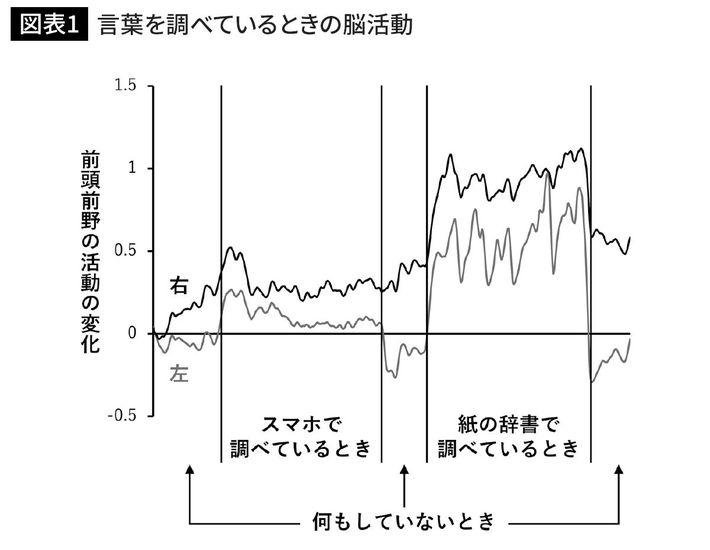 図表1 言葉を調べているときの脳活動
1.5
1
0.5
0
-0.5
前頭前野の活動の変化
右
左
スマホで
調べているとき
紙の辞書で
調べているとき
何もしていないとき